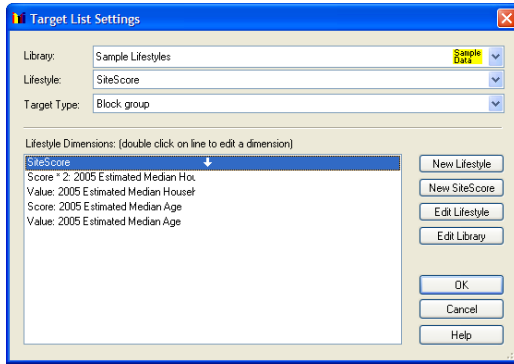 Target List Settings
Library: Sample Lifestyles Sample Data
Lifestyle: SiteScore
Target Type: Block group
Lifestyle Dimensions: (double click on line to edit a dimension)
SiteScore
Score * 2: 2005 Estimated Median Hou
Value: 2005 Estimated Median Househ
Score: 2005 Estimated Median Age
Value: 2005 Estimated Median Age
New Lifestyle
New SiteScore
Edit Lifestyle
Edit Library
OK
Cancel
Help